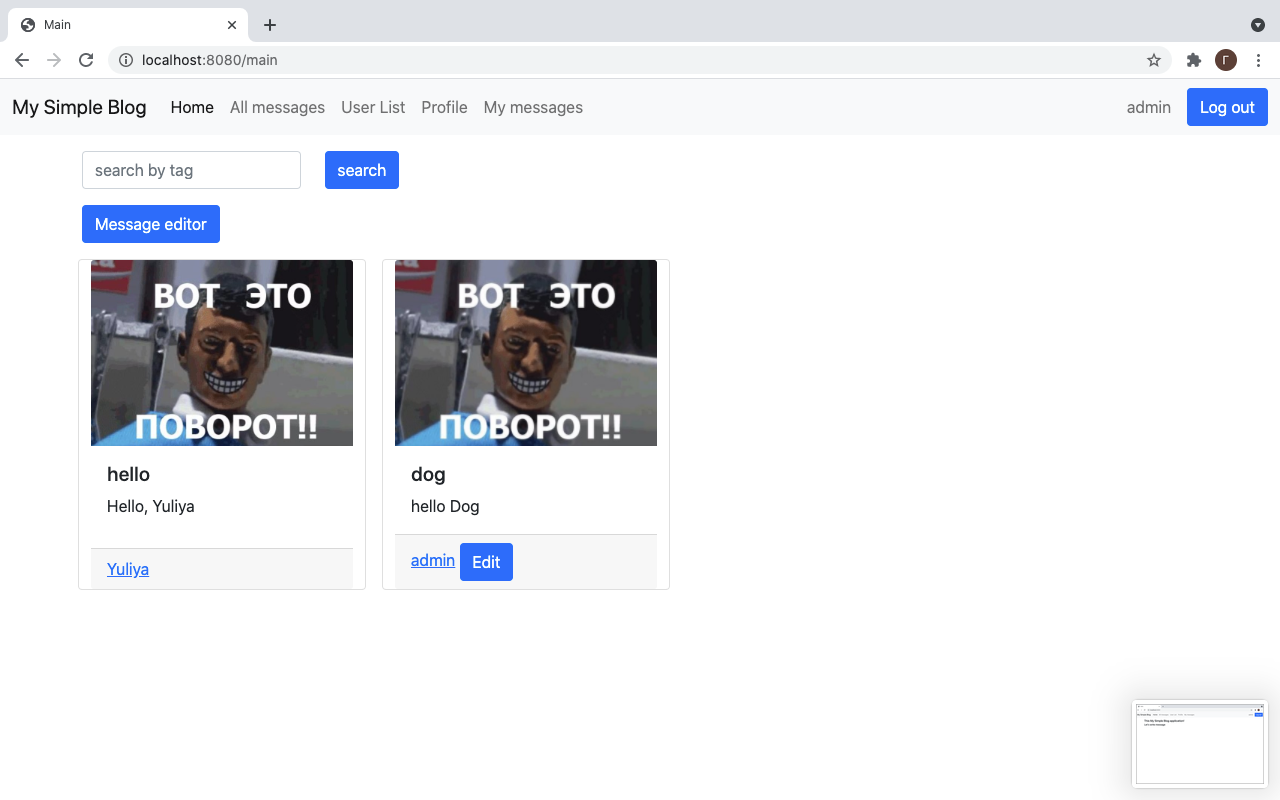 Main
localhost:8080/main
Г
My Simple Blog Home All messages User List Profile My messages admin Log out
search by tag search
Message editor
ВОТ ЭТО
ПОВОРОТ!!
hello
Hello, Yuliya
Yuliya
ВОТ ЭТО
ПОВОРОТ!!
dog
hello Dog
admin Edit